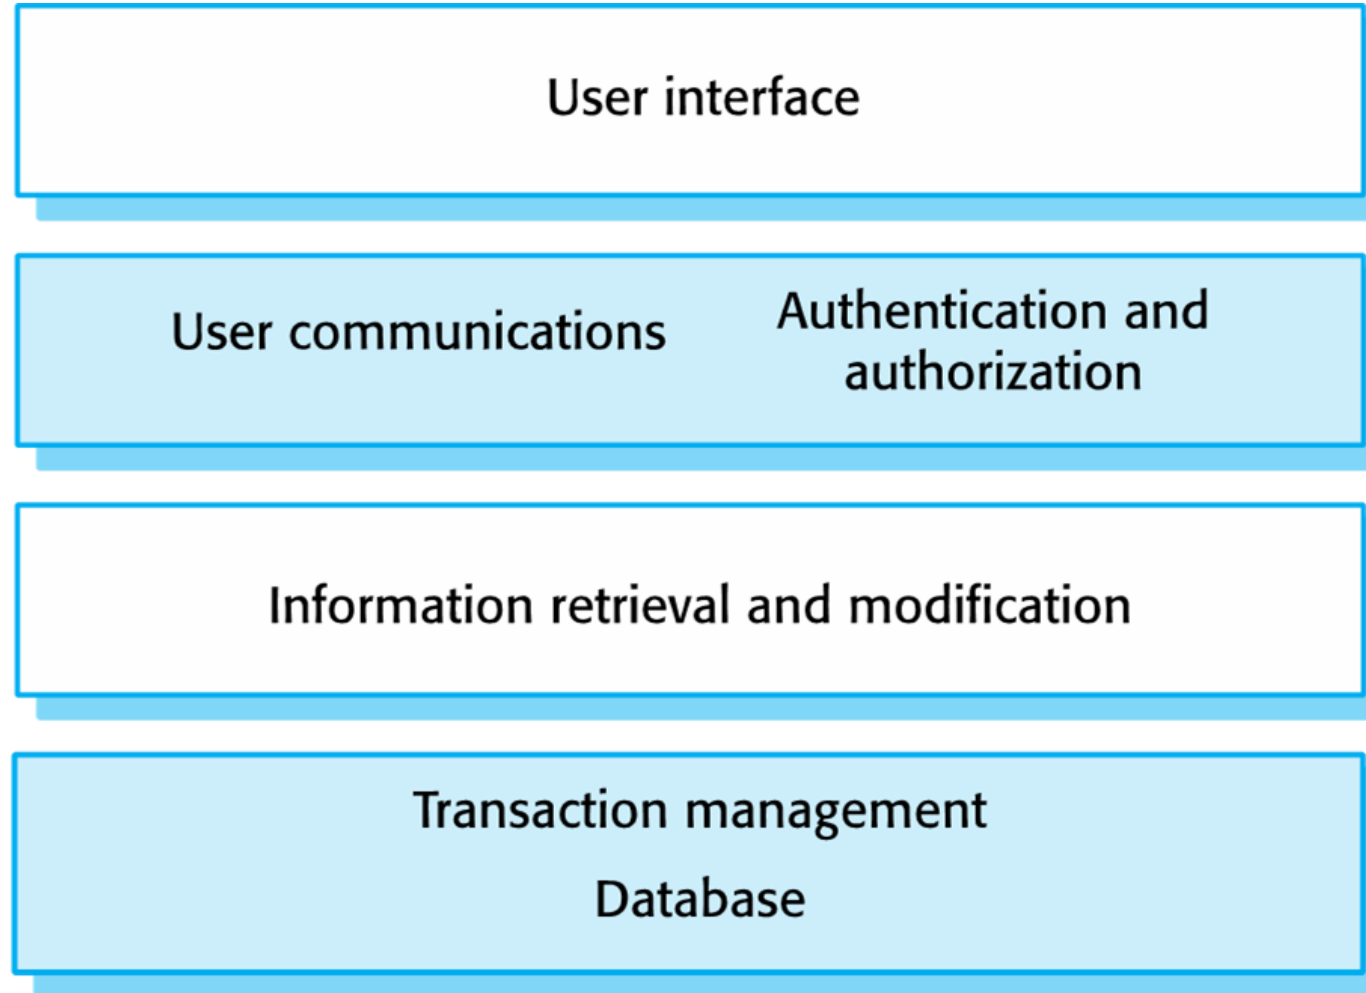 User interface
User communications
Authentication and
authorization
Information retrieval and modification
Transaction management
Database